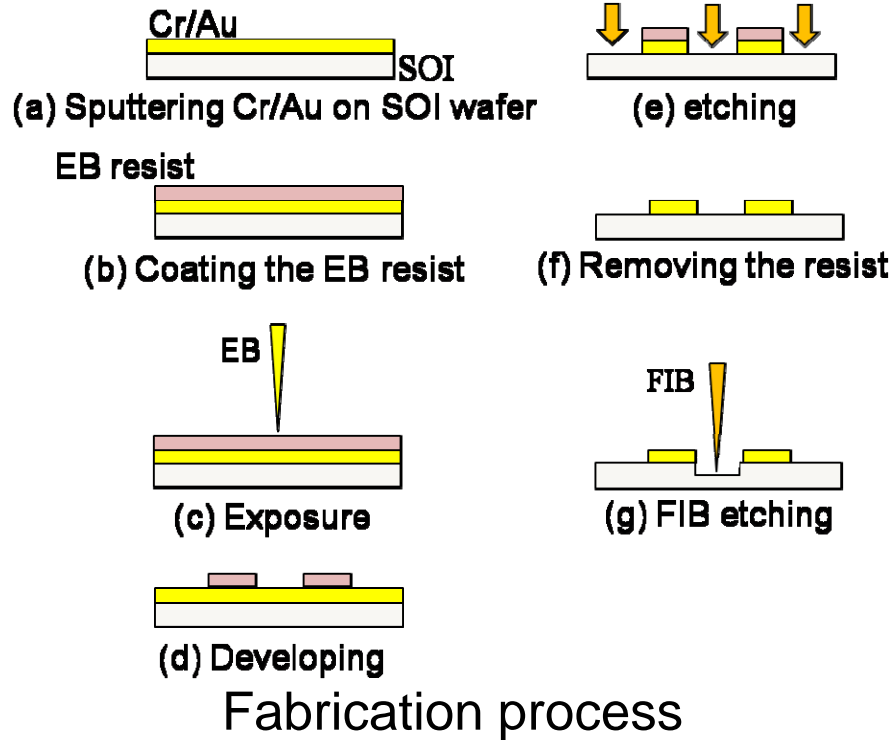 Cr/Au
SOI
(a) Sputtering Cr/Au on SOI wafer
EB resist
(b) Coating the EB resist
EB
(c) Exposure
(d) Developing
(e) etching
(f) Removing the resist
FIB
(g) FIB etching
Fabrication process